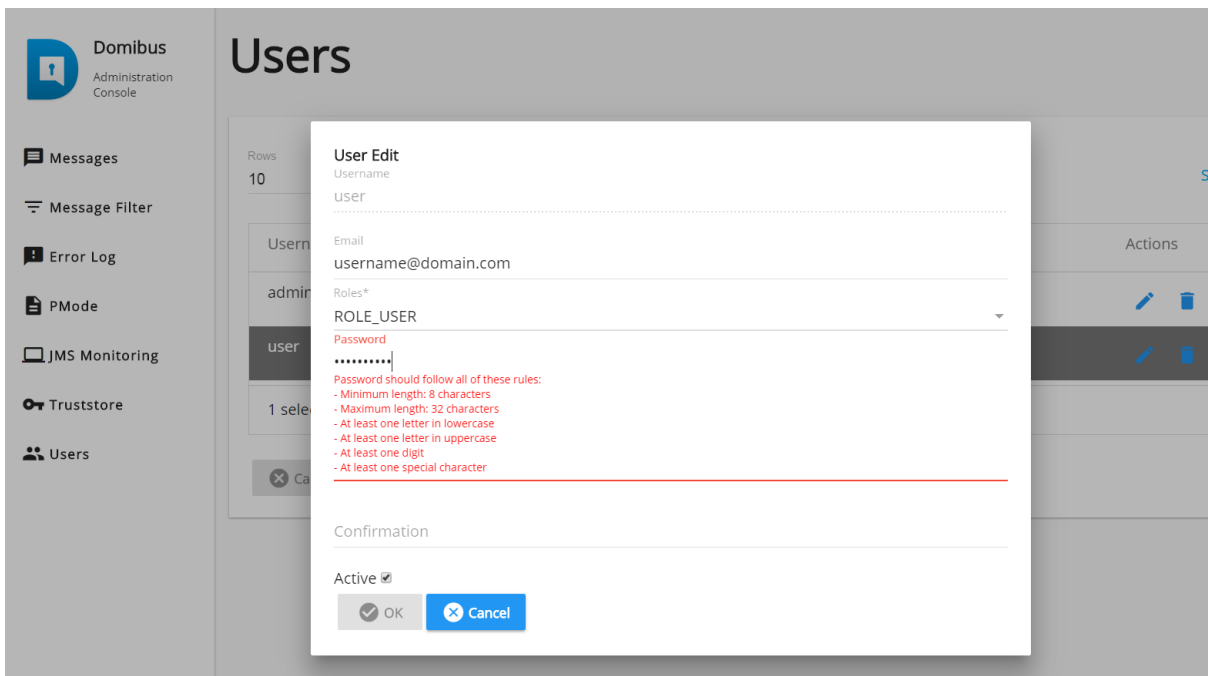 Domibus
Administration
Console
Messages
Message Filter
Error Log
PMode
JMS Monitoring
Truststore
Users
Users
Rows
10
Usern
admin
user
1 sele
Ca
S
Actions
User Edit
Username
user
Email
username@domain.com
Roles*
ROLE_USER
Password
••••••••••
Password should follow all of these rules:
- Minimum length: 8 characters
- Maximum length: 32 characters
- At least one letter in lowercase
- At least one letter in uppercase
- At least one digit
- At least one special character
Confirmation
Active
OK
Cancel